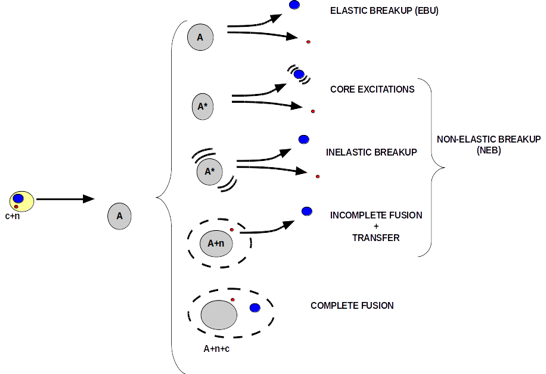 ELASTIC BREAKUP (EBU)
A
CORE EXCITATIONS
A*
NON-ELASTIC BREAKUP
(NEB)
INELASTIC BREAKUP
A*
c+n
A
INCOMPLETE FUSION
+
TRANSFER
A+n
COMPLETE FUSION
A+n+c